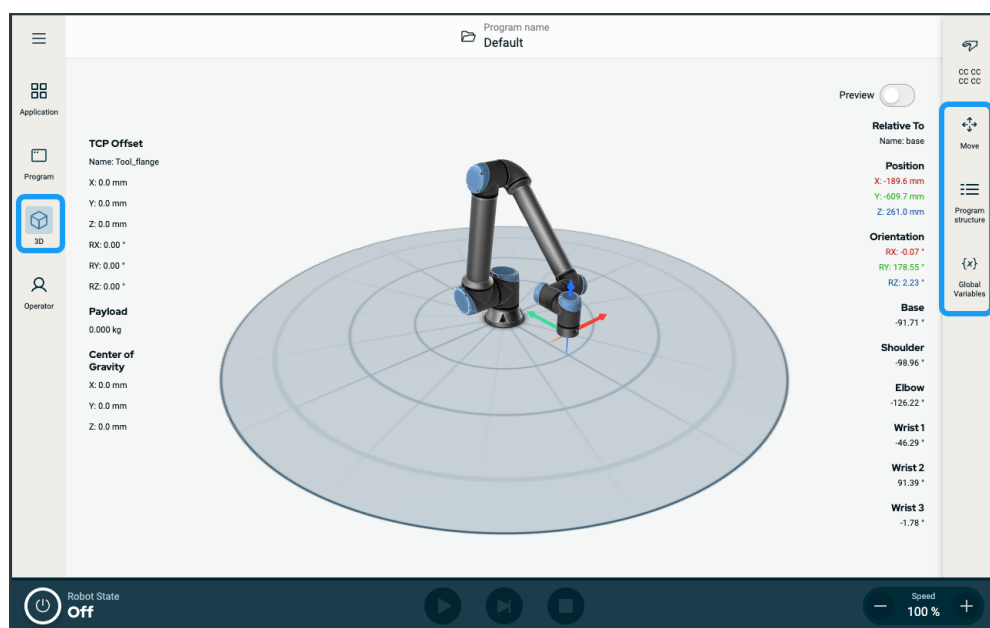 Program name
Default
Application
Program
3D
Operator
TCP Offset
Name: Tool_flange
X: 0.0 mm
Y: 0.0 mm
Z: 0.0 mm
RX: 0.00 °
RY: 0.00 °
RZ: 0.00 °
Payload
0.000 kg
Center of
Gravity
X: 0.0 mm
Y: 0.0 mm
Z: 0.0 mm
Preview
Relative To
Name: base
Position
X: -189.6 mm
Y: -609.7 mm
Z: 261.0 mm
Orientation
RX: -0.07 °
RY: 178.55 °
RZ: 2.23 °
Base
-91.71 °
Shoulder
-98.96 °
Elbow
-126.22 °
Wrist 1
-46.29 °
Wrist 2
91.39 °
Wrist 3
-1.78 °
CC CC
CC CC
Move
Program
structure
{x}
Global
Variables
Robot State
Off
Speed
100 %